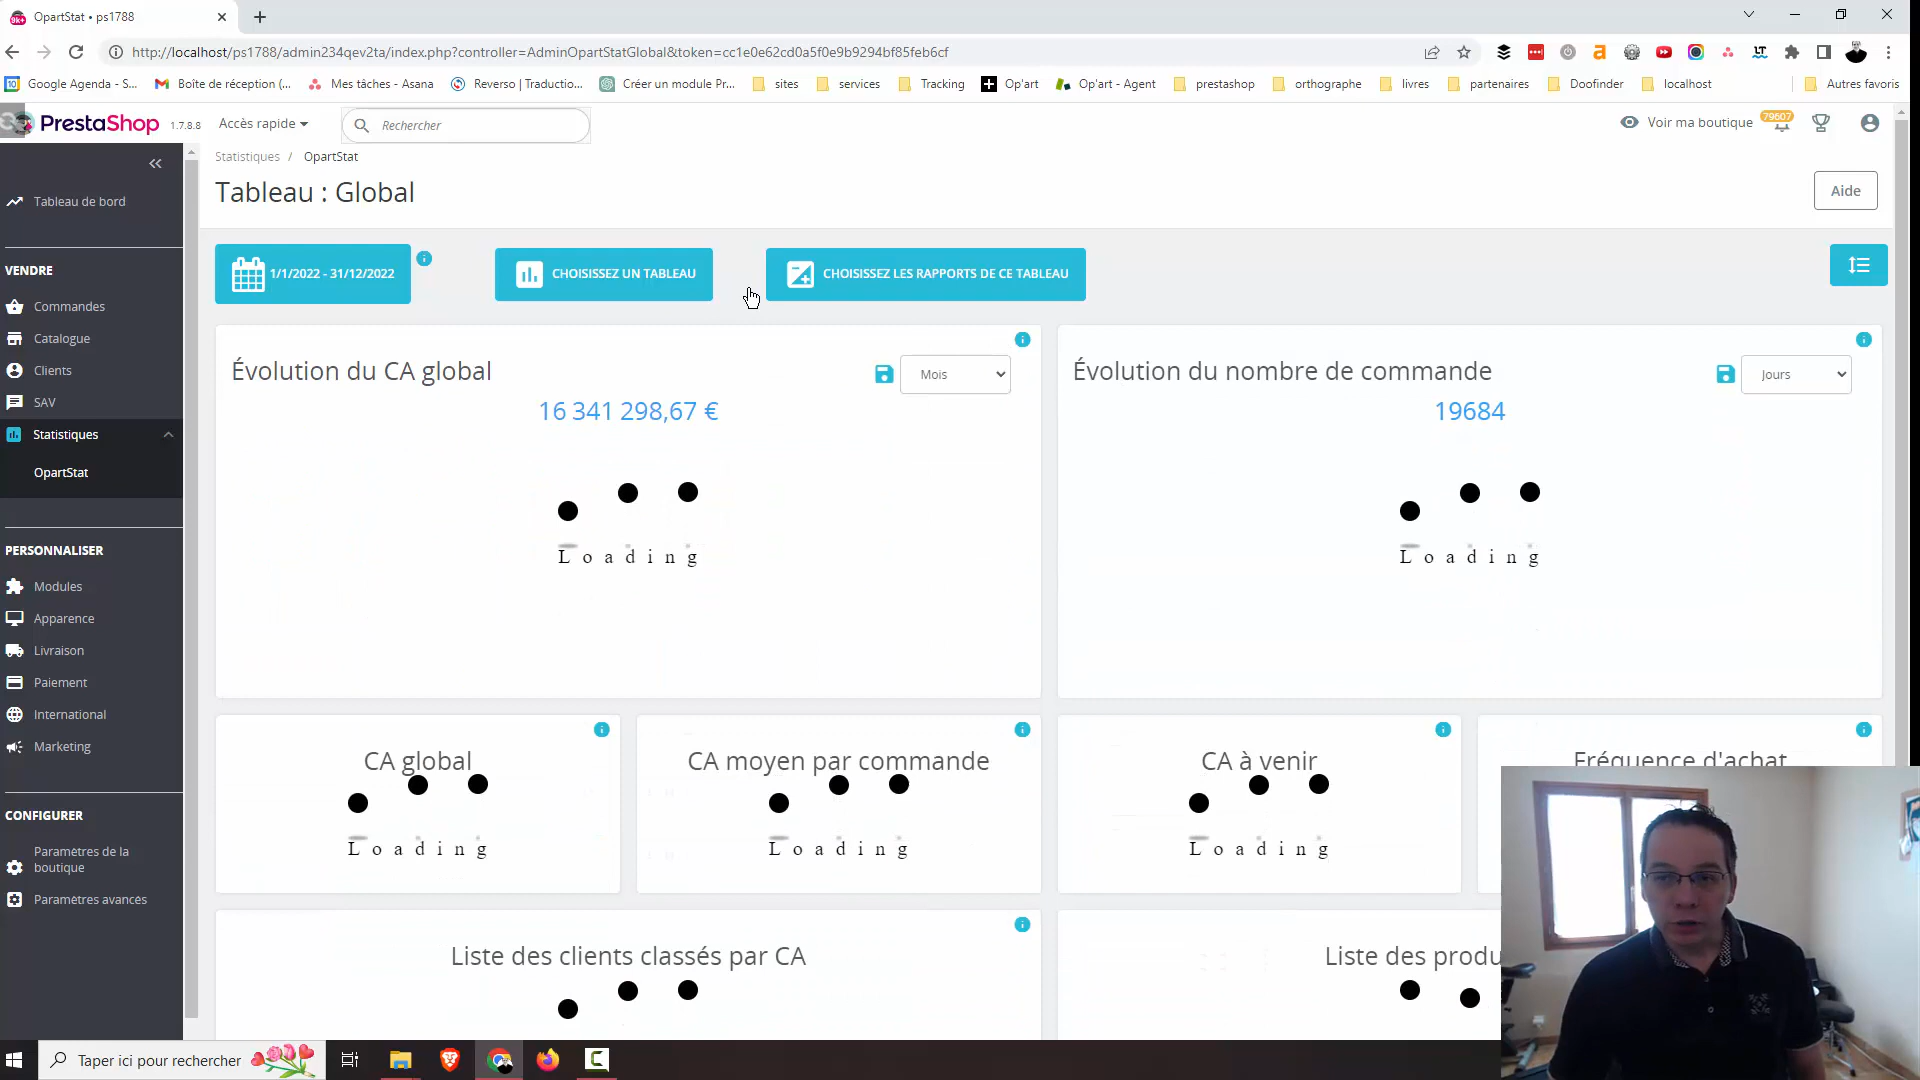 OpartStat • ps1788
http://localhost/ps1788/admin234qev2ta/index.php?controller=AdminOpartStatGlobal&token=cc1e0e62cd0a5f0e9b9294bf85feb6cf
Google Agenda - S...
Boîte de réception (...
Mes tâches - Asana
Reverso | Traductio...
Créer un module Pr...
sites
services
Tracking
Op'art
Op'art - Agent
prestashop
orthographe
livres
partenaires
Doofinder
localhost
Autres favoris
PrestaShop 1.7.8.8
Accès rapide
Rechercher
Voir ma boutique
79607
Statistiques / OpartStat
Tableau : Global
Aide
Tableau de bord
VENDRE
Commandes
Catalogue
Clients
SAV
Statistiques
OpartStat
PERSONNALISER
Modules
Apparence
Livraison
Paiement
International
Marketing
CONFIGURER
Paramètres de la
boutique
Paramètres avancés
1/1/2022 - 31/12/2022
CHOISISSEZ UN TABLEAU
CHOISISSEZ LES RAPPORTS DE CE TABLEAU
Évolution du CA global
Mois
16 341 298,67 €
Loading
Évolution du nombre de commande
Jours
19684
Loading
CA global
Loading
CA moyen par commande
Loading
CA à venir
Loading
Fréquence d'achat
Liste des clients classés par CA
Liste des produ
Taper ici pour rechercher